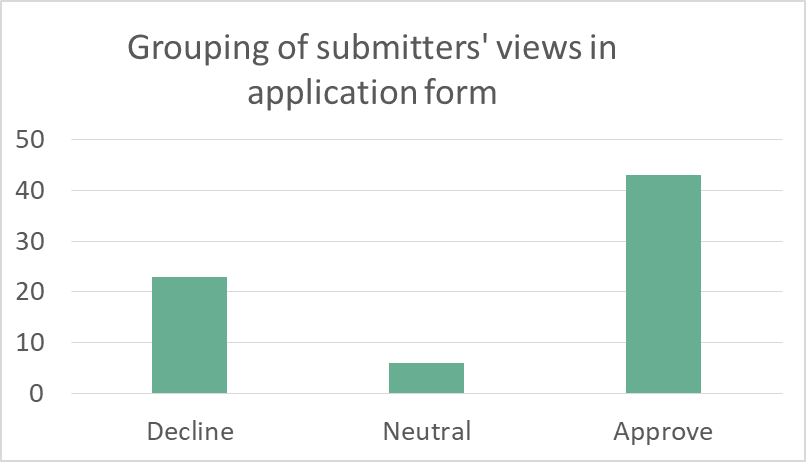 Grouping of submitters' views in
application form
50
40
30
20
10
0
Decline Neutral Approve